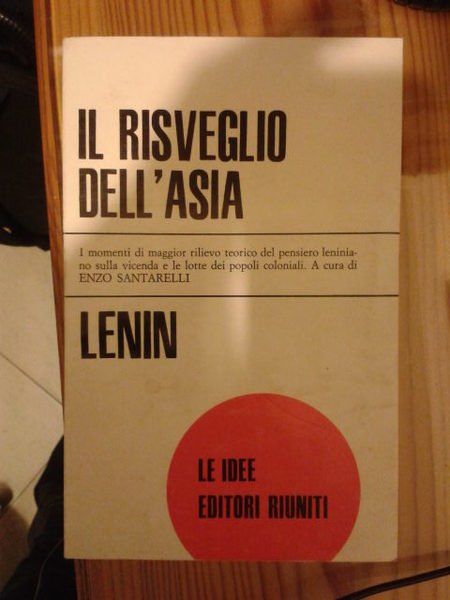 IL RISVEGLIO
DELL'ASIA
I momenti di maggior rilievo teorico del pensiero leninia-
no sulla vicenda e le lotte dei popoli coloniali. A cura di
ENZO SANTARELLI
LENIN
LE IDEE
EDITORI RIUNITI